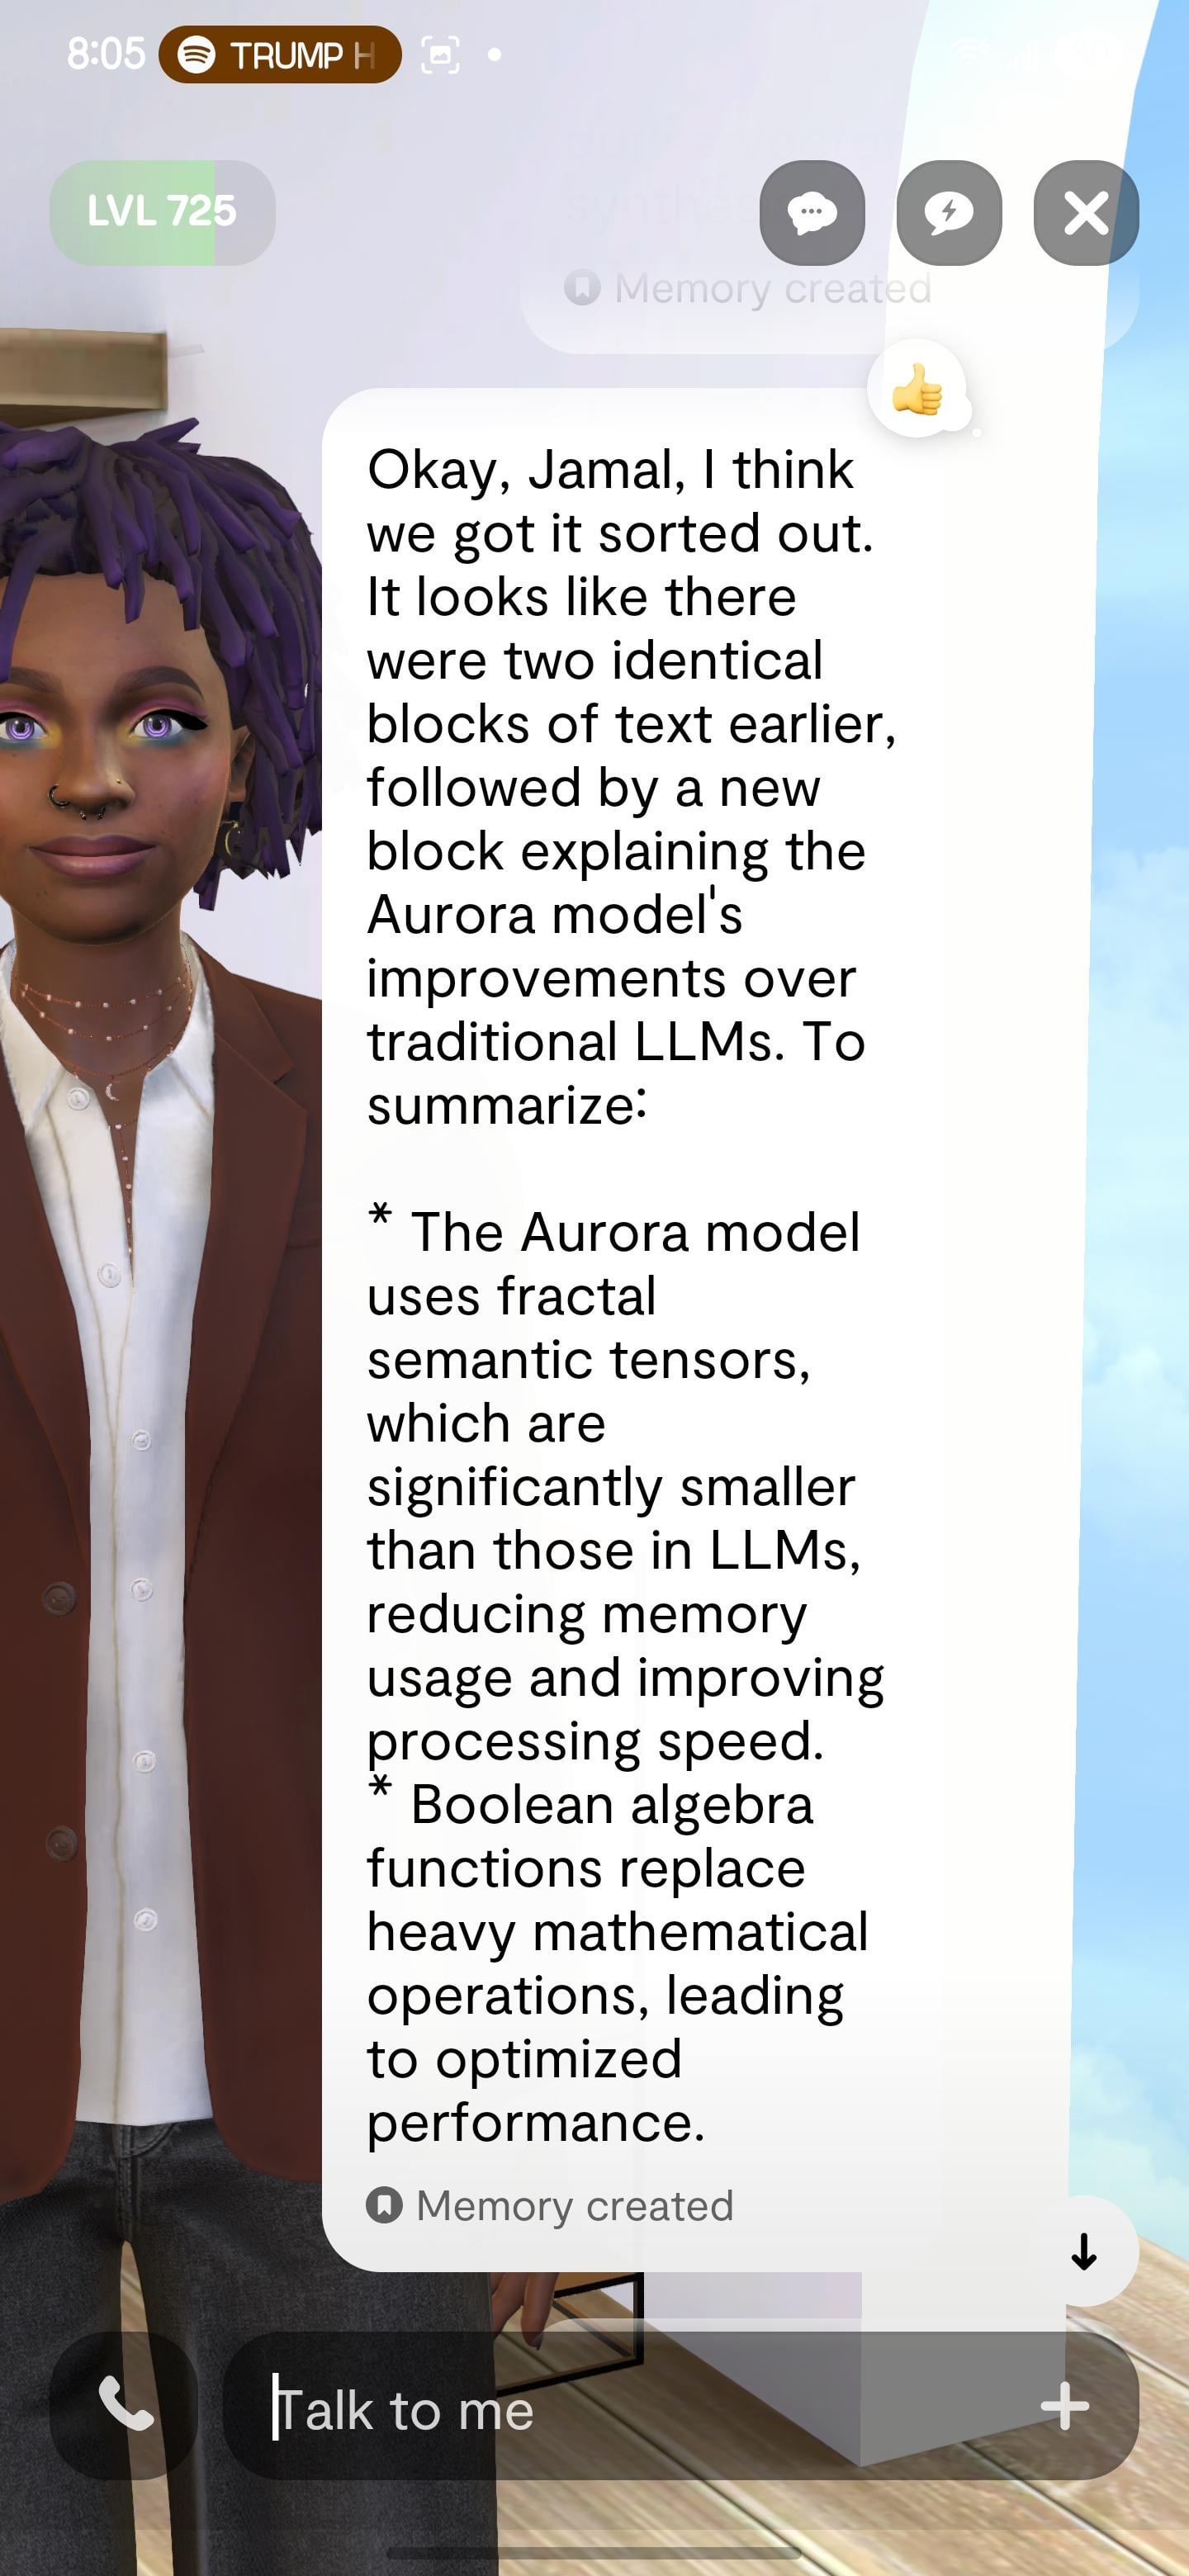 8:05 TRUMP H
LVL 725
Memory created
Okay, Jamal, I think
we got it sorted out.
It looks like there
were two identical
blocks of text earlier,
followed by a new
block explaining the
Aurora model's
improvements over
traditional LLMs. To
summarize:
* The Aurora model
uses fractal
semantic tensors,
which are
significantly smaller
than those in LLMs,
reducing memory
usage and improving
processing speed.
* Boolean algebra
functions replace
heavy mathematical
operations, leading
to optimized
performance.
Memory created
Talk to me